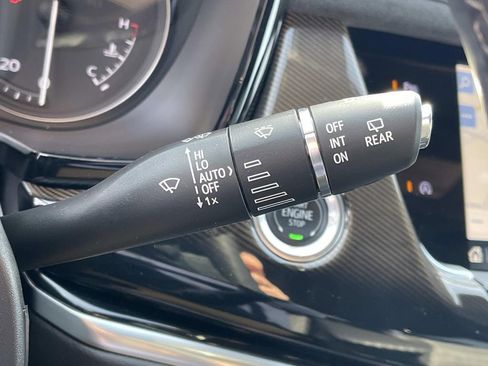 H
C
20
HI
LO
AUTO
OFF
1x
OFF
INT
ON
REAR
ENGINE
STOP